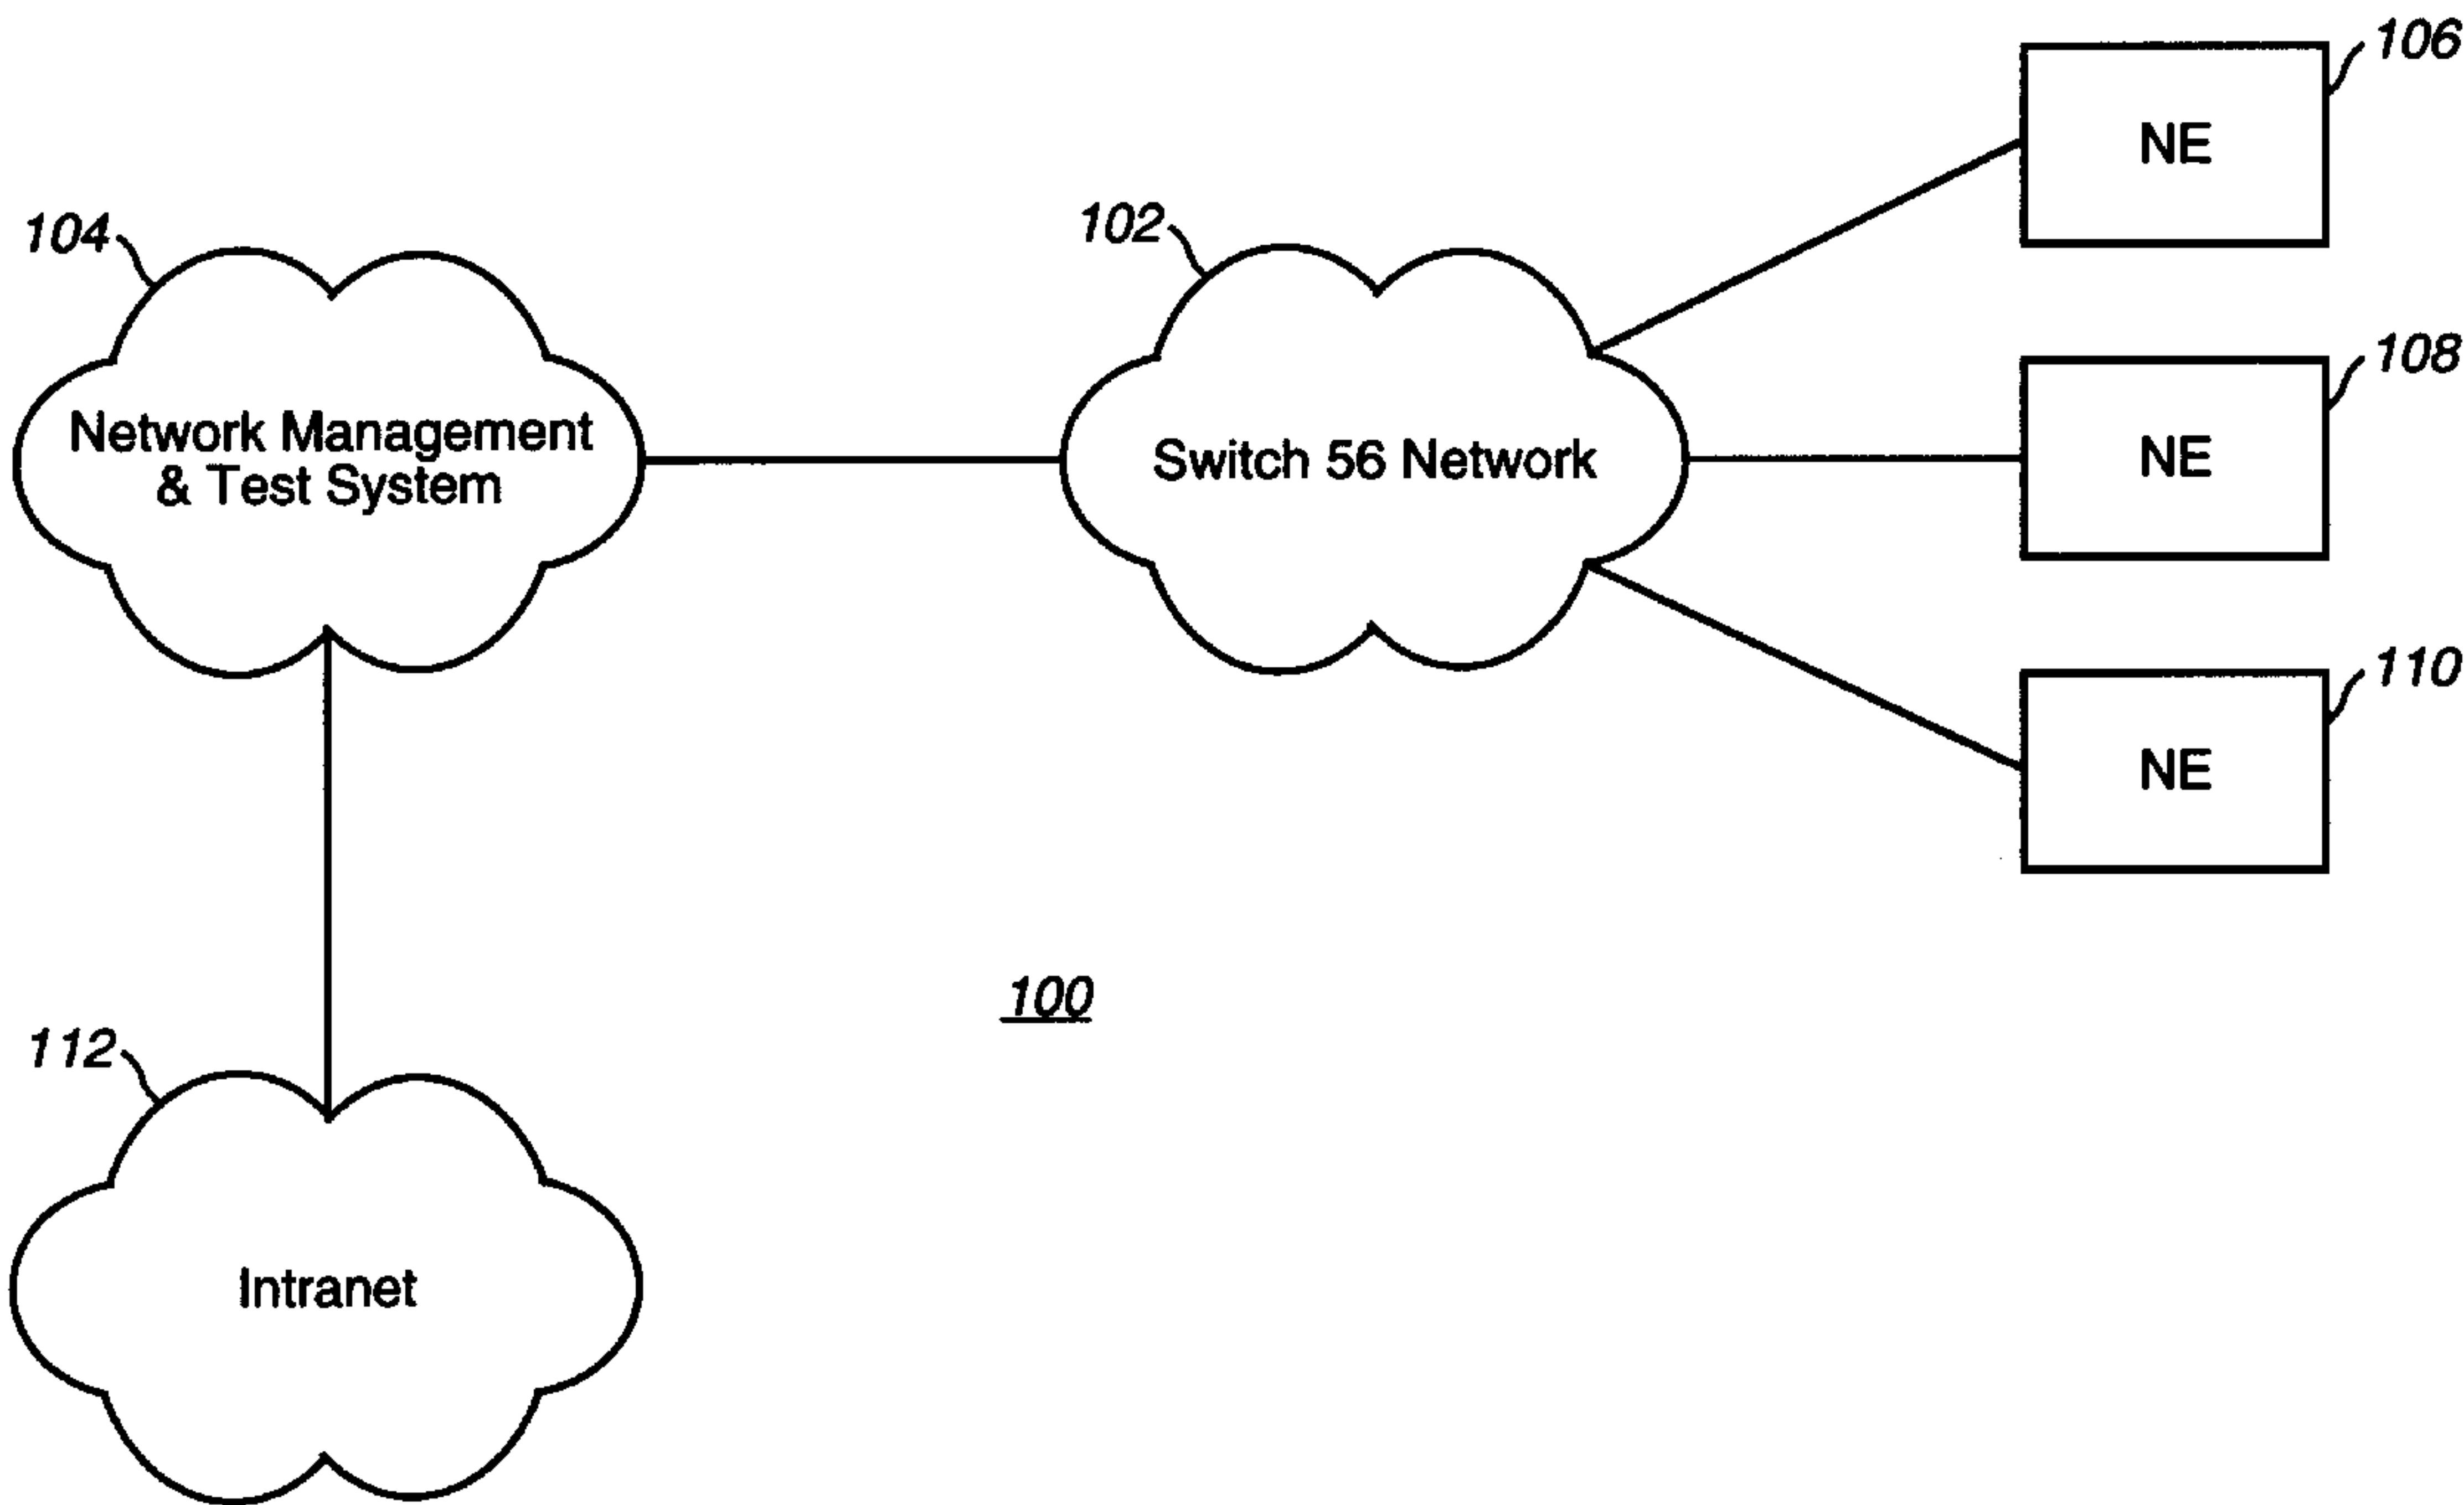 106
NE
104
102
108
Network Management
& Test System
Switch 56 Network
NE
110
NE
100
112
Intranet